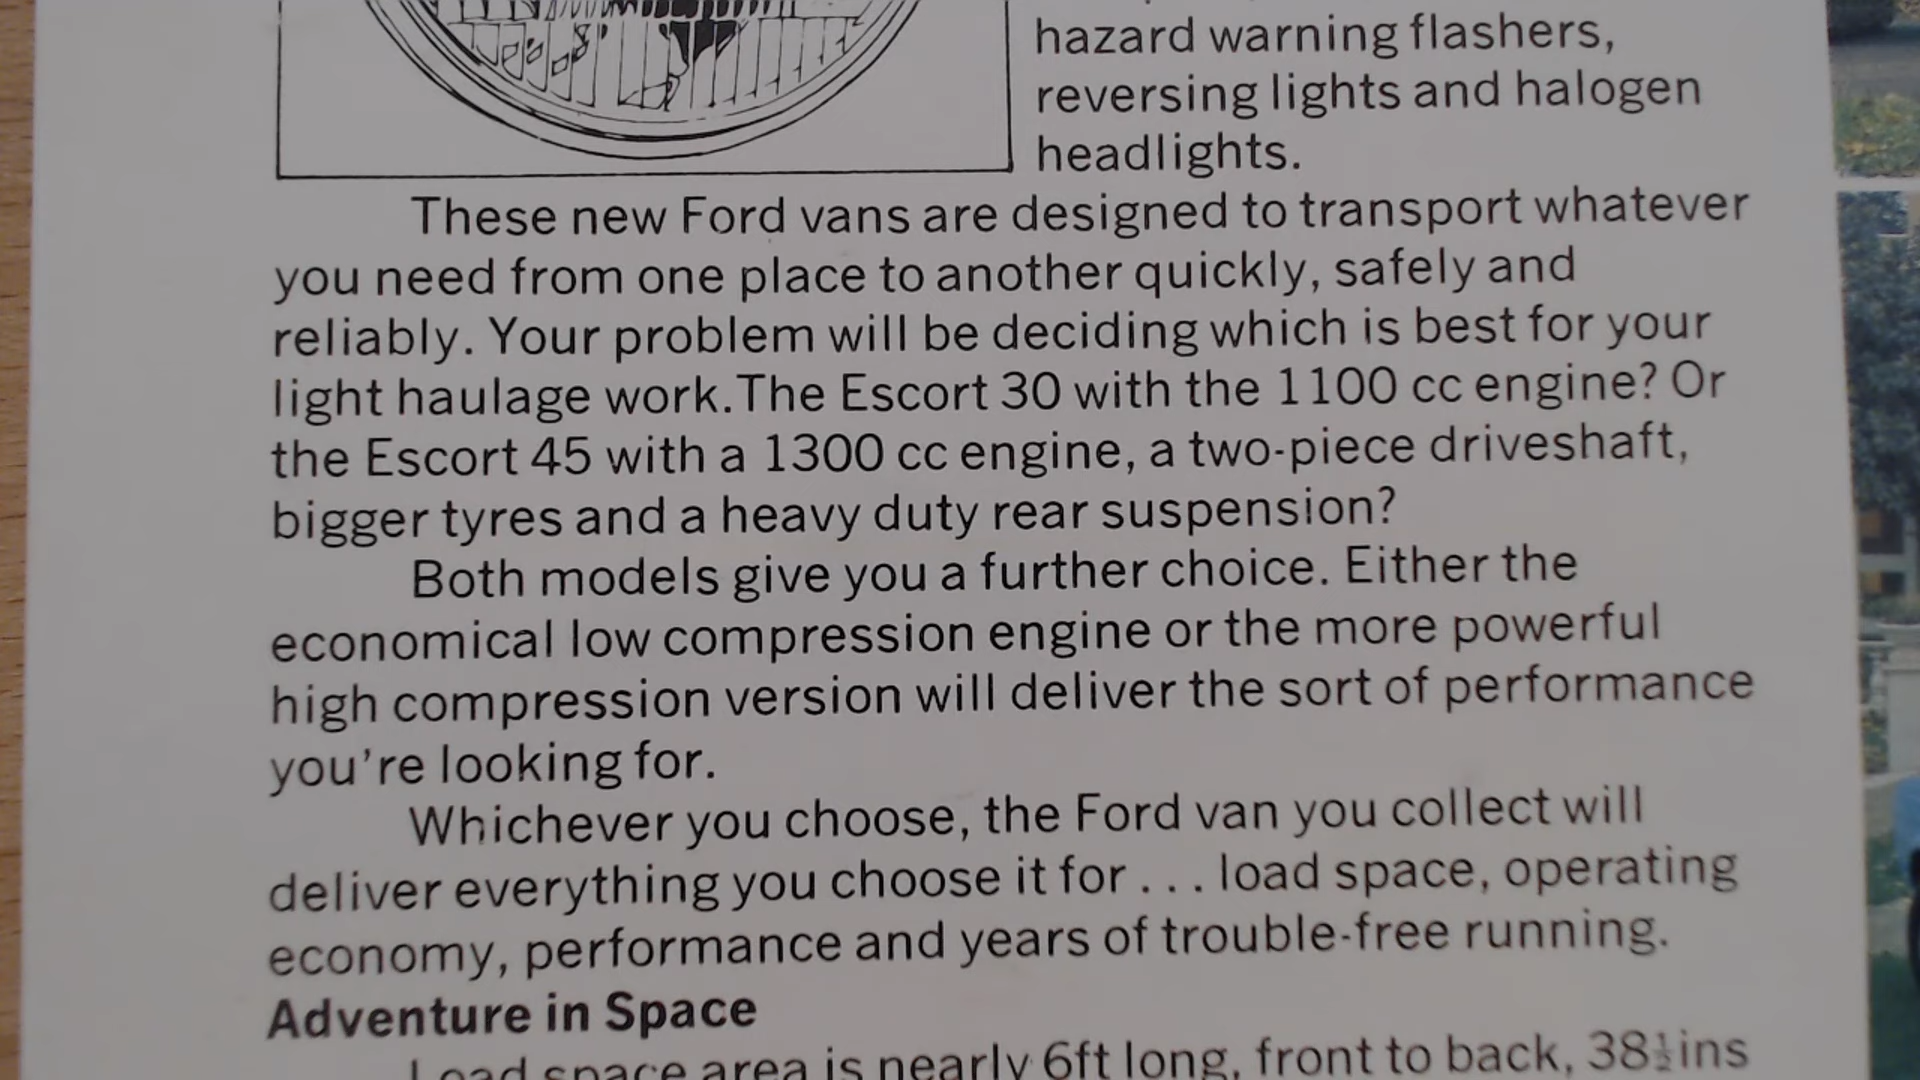 hazard warning flashers,
reversing lights and halogen
headlights.
These new Ford vans are designed to transport whatever
you need from one place to another quickly, safely and
reliably. Your problem will be deciding which is best for your
light haulage work. The Escort 30 with the 1100 cc engine? Or
the Escort 45 with a 1300 cc engine, a two-piece driveshaft,
bigger tyres and a heavy duty rear suspension?
Both models give you a further choice. Either the
economical low compression engine or the more powerful
high compression version will deliver the sort of performance
you're looking for.
Whichever you choose, the Ford van you collect will
deliver everything you choose it for . . . load space, operating
economy, performance and years of trouble-free running.
Adventure in Space
Load space area is nearly 6ft long, front to back, 38½ins